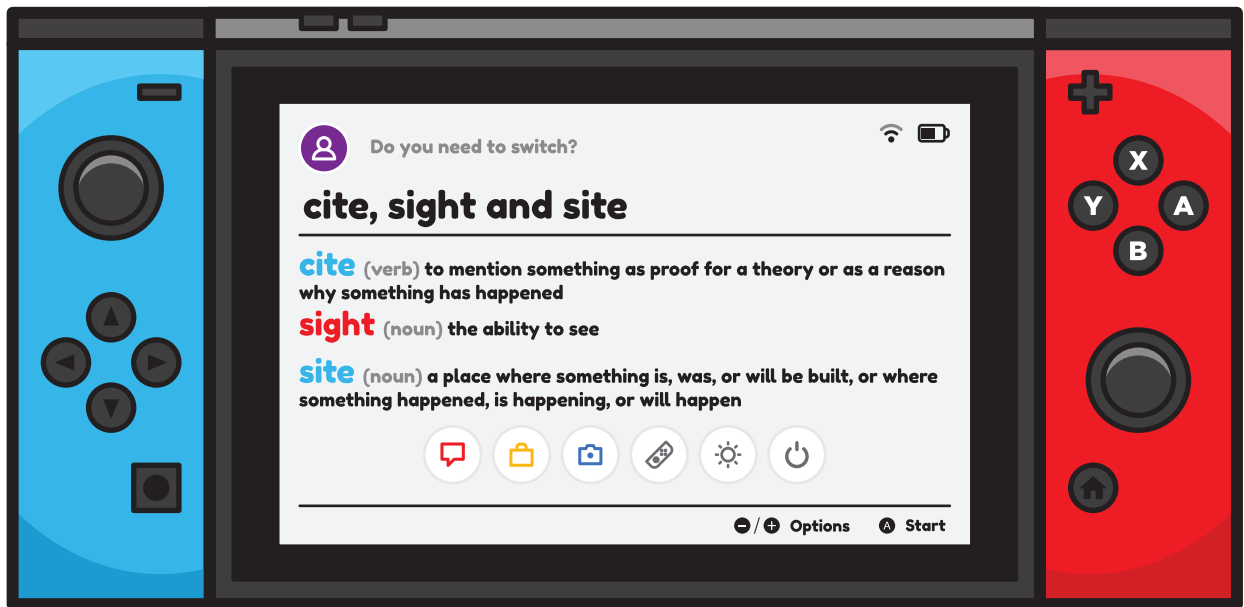 Do you need to switch?
cite, sight and site
cite (verb) to mention something as proof for a theory or as a reason
why something has happened
sight (noun) the ability to see
site (noun) a place where something is, was, or will be built, or where
something happened, is happening, or will happen
/ Options A Start
X
Y A
B